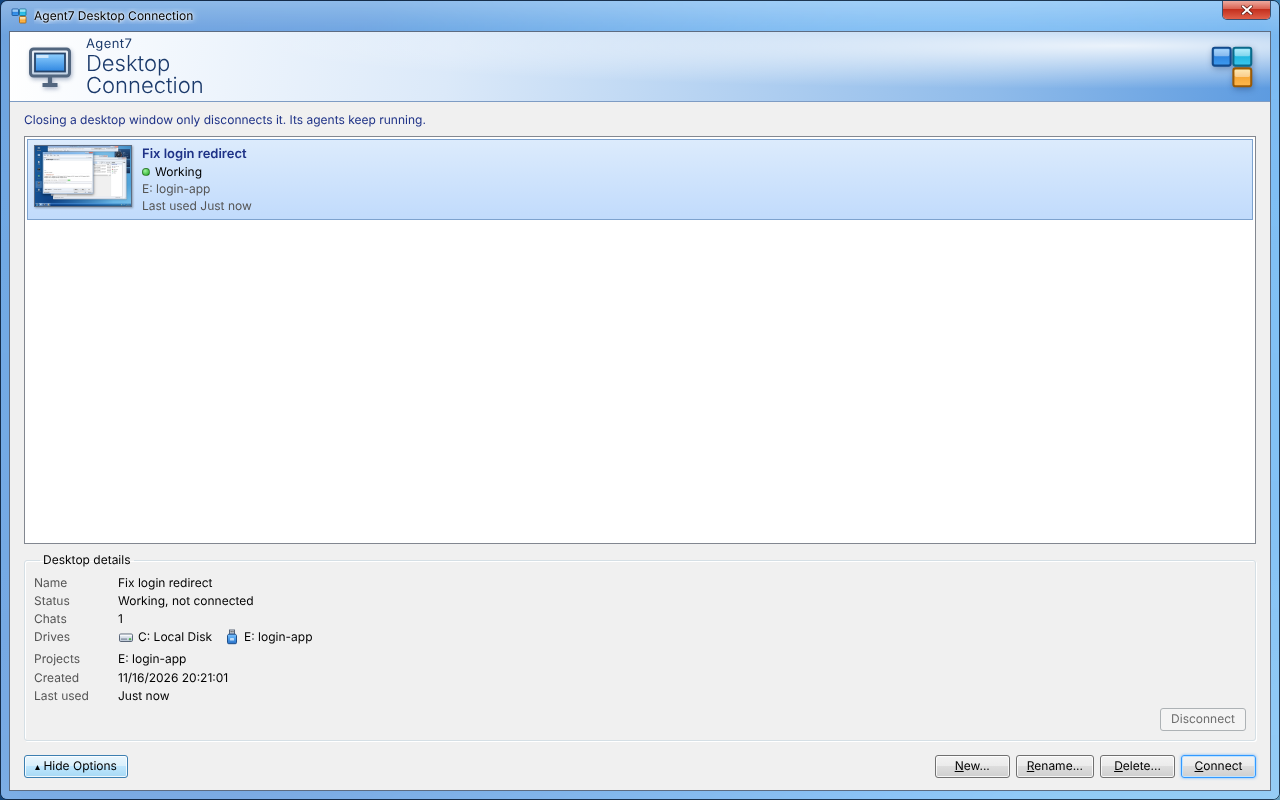 Agent7 Desktop Connection
Agent7
Desktop
Connection
Closing a desktop window only disconnects it. Its agents keep running.
Fix login redirect
Working
E: login-app
Last used Just now
Desktop details
Name Fix login redirect
Status Working, not connected
Chats 1
Drives C: Local Disk E: login-app
Projects E: login-app
Created 11/16/2026 20:21:01
Last used Just now
Disconnect
▴ Hide Options New... Rename... Delete... Connect